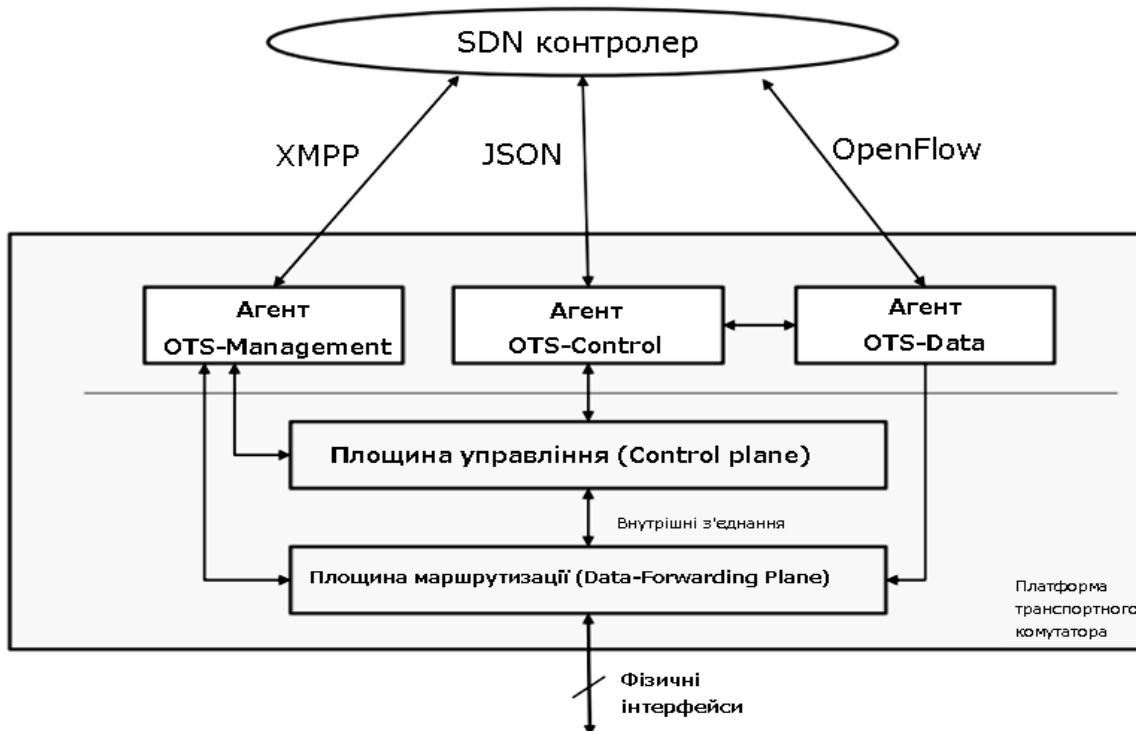 SDN контролер
XMPP
JSON
OpenFlow
Агент
OTS-Management
Агент
OTS-Control
Агент
OTS-Data
Площина управління (Control plane)
Внутрішні з'єднання
Площина маршрутизації (Data-Forwarding Plane)
Платформа
транспортного
комутатора
Фізичні
інтерфейси